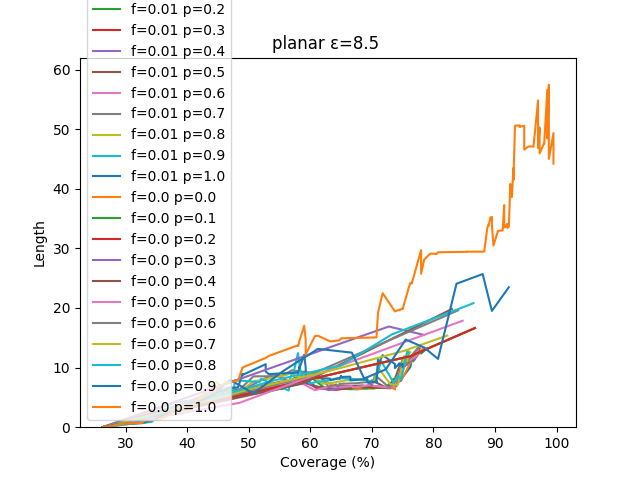 f=0.01 p=0.2
f=0.01 p=0.3
f=0.01 p=0.4
f=0.01 p=0.5
f=0.01 p=0.6
f=0.01 p=0.7
f=0.01 p=0.8
f=0.01 p=0.9
f=0.01 p=1.0
f=0.0 p=0.0
f=0.0 p=0.1
f=0.0 p=0.2
f=0.0 p=0.3
f=0.0 p=0.4
f=0.0 p=0.5
f=0.0 p=0.6
f=0.0 p=0.7
f=0.0 p=0.8
f=0.0 p=0.9
f=0.0 p=1.0
planar ε=8.5
Length
60
50
40
30
20
10
0
30 40 50 60 70 80 90 100
Coverage (%)